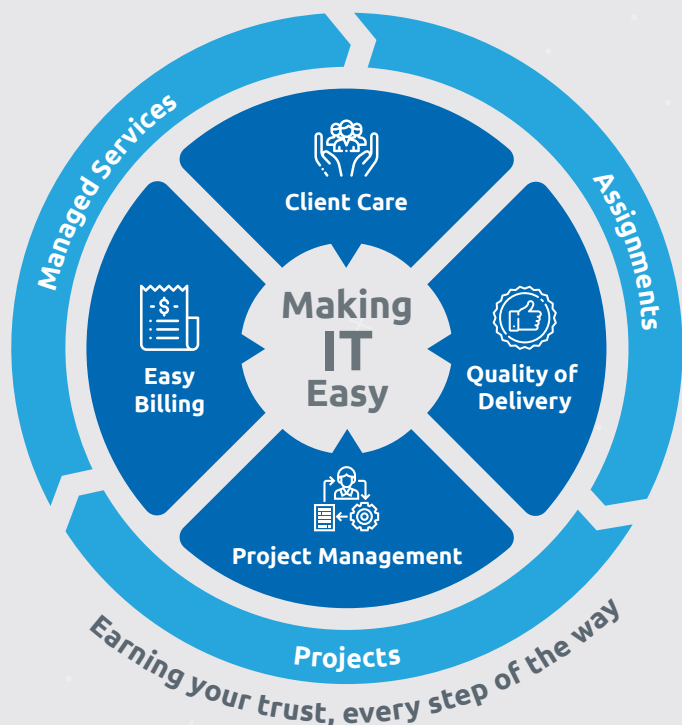 Managed Services
Assignments
Client Care
Easy
Billing
- $ -
Making
IT
Easy
Quality of
Delivery
Project Management
Projects
Earning your trust, every step of the way